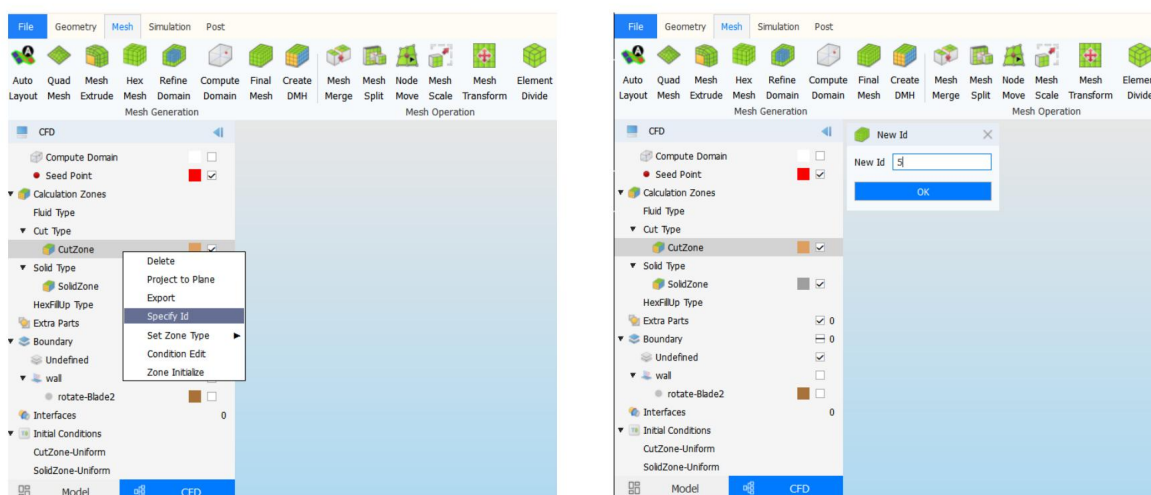 File Geometry Mesh Simulation Post
Auto Quad Mesh Hex Refine Compute Final Create Mesh Mesh Node Mesh Mesh Element
Layout Mesh Extrude Mesh Domain Domain Mesh DMH Merge Split Move Scale Transform Divide
Mesh Generation Mesh Operation
CFD
Compute Domain
Seed Point
Calculation Zones
Fluid Type
Cut Type
CutZone
Delete
Solid Type
Project to Plane
SolidZone
Export
HexFillUp Type
Specify Id
Extra Parts
Set Zone Type
Boundary
Condition Edit
Undefined
Zone Initialize
wall
rotate-Blade2
Interfaces 0
Initial Conditions
CutZone-Uniform
SolidZone-Uniform
Model CFD
File Geometry Mesh Simulation Post
Auto Quad Mesh Hex Refine Compute Final Create Mesh Mesh Node Mesh Mesh Elemen
Layout Mesh Extrude Mesh Domain Domain Mesh DMH Merge Split Move Scale Transform Divide
Mesh Generation Mesh Operation
CFD
New Id
Compute Domain
New Id 5
Seed Point
Calculation Zones
OK
Fluid Type
Cut Type
CutZone
Solid Type
SolidZone
HexFillUp Type
Extra Parts 0
Boundary 0
Undefined
wall
rotate-Blade2
Interfaces 0
Initial Conditions
CutZone-Uniform
SolidZone-Uniform
Model CFD